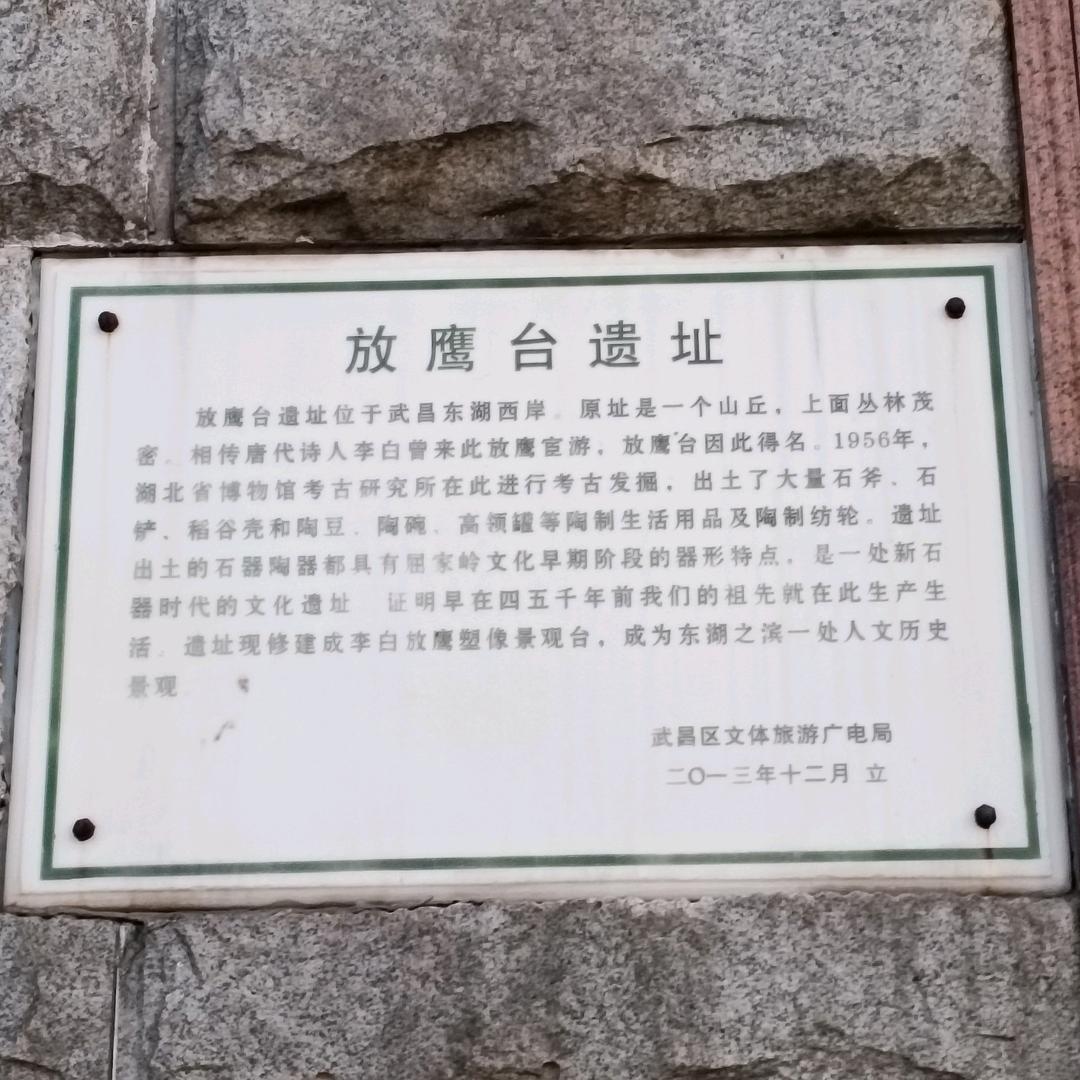 放鹰台遗址
放鹰台遗址位于武昌东湖西岸。原址是一个山丘，上面丛林茂
密。相传唐代诗人李白曾来此放鹰宦游，放鹰台因此得名。1956年，
湖北省博物馆考古研究所在此进行考古发掘，出土了大量石斧、石
铲、稻谷壳和陶豆、陶碗、高领罐等陶制生活用品及陶制纺轮。遗址
出土的石器陶器都具有屈家岭文化早期阶段的器形特点，是一处新石
器时代的文化遗址 证明早在四五千年前我们的祖先就在此生产生
活。遗址现修建成李白放鹰塑像景观台，成为东湖之滨一处人文历史
景观
武昌区文体旅游广电局
二〇一三年十二月 立